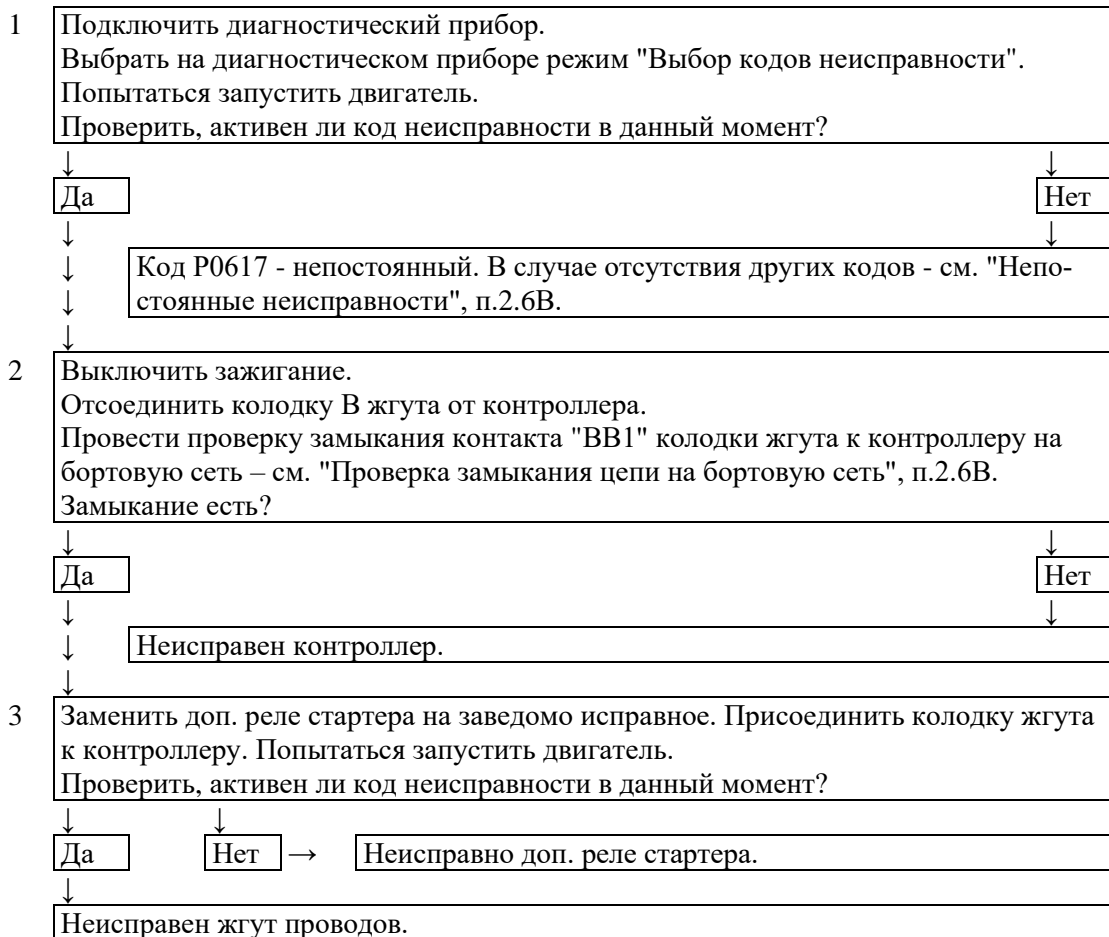 1 Подключить диагностический прибор.
Выбрать на диагностическом приборе режим "Выбор кодов неисправности".
Попытаться запустить двигатель.
Проверить, активен ли код неисправности в данный момент?
↓ ↓
Да Нет
↓ ↓
↓ Код Р0617 - непостоянный. В случае отсутствия других кодов - см. "Непо-
↓ стоянные неисправности", п.2.6В.
↓
2 Выключить зажигание.
Отсоединить колодку В жгута от контроллера.
Провести проверку замыкания контакта "ВВ1" колодки жгута к контроллеру на
бортовую сеть – см. "Проверка замыкания цепи на бортовую сеть", п.2.6В.
Замыкание есть?
↓ ↓
Да Нет
↓ ↓
↓ Неисправен контроллер.
↓
3 Заменить доп. реле стартера на заведомо исправное. Присоединить колодку жгута
к контроллеру. Попытаться запустить двигатель.
Проверить, активен ли код неисправности в данный момент?
↓ ↓
Да Нет → Неисправно доп. реле стартера.
↓
Неисправен жгут проводов.